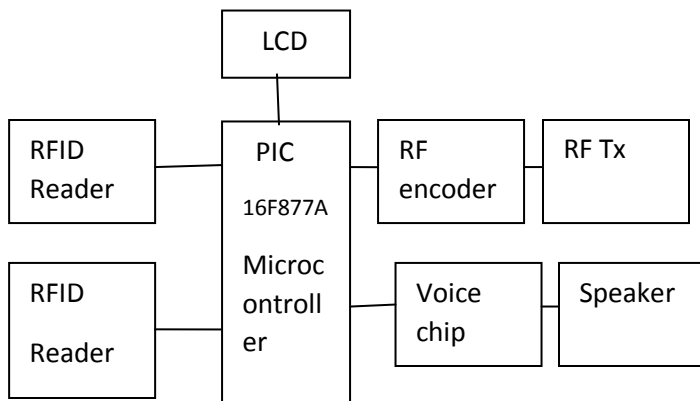 LCD
RFID
Reader
PIC
16F877A
Microc
ontroll
er
RF
encoder
RF Tx
RFID
Reader
Voice
chip
Speaker